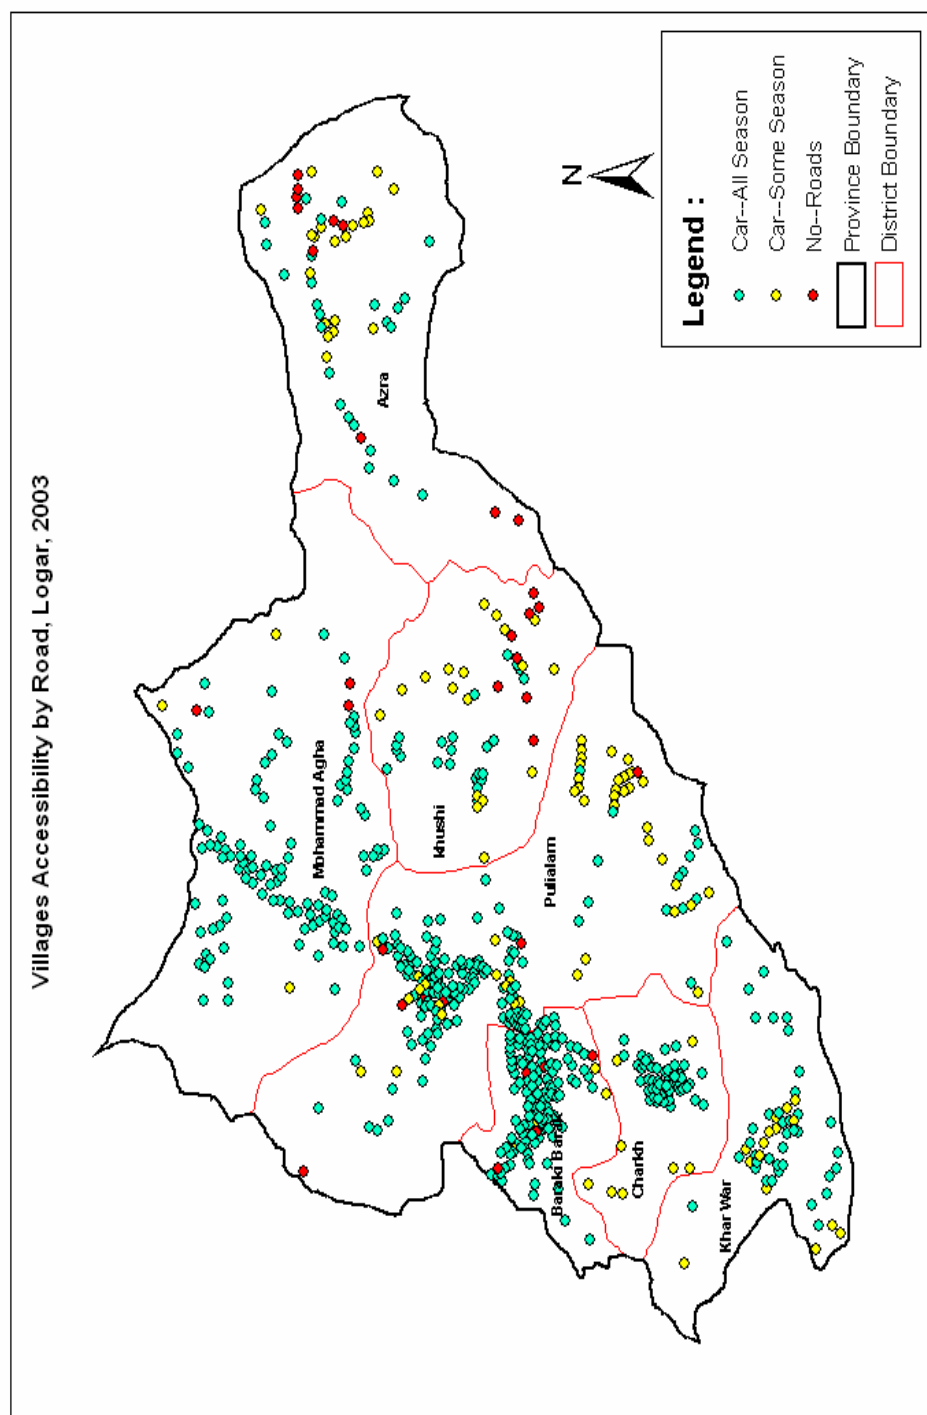 Villages Accessibility by Road, Logar, 2003
N
Azra
Mohammad Agha
khushi
Pulialam
Baraki Barak
Charkh
Khar War
Legend :
Car--All Season
Car--Some Season
No--Roads
Province Boundary
District Boundary